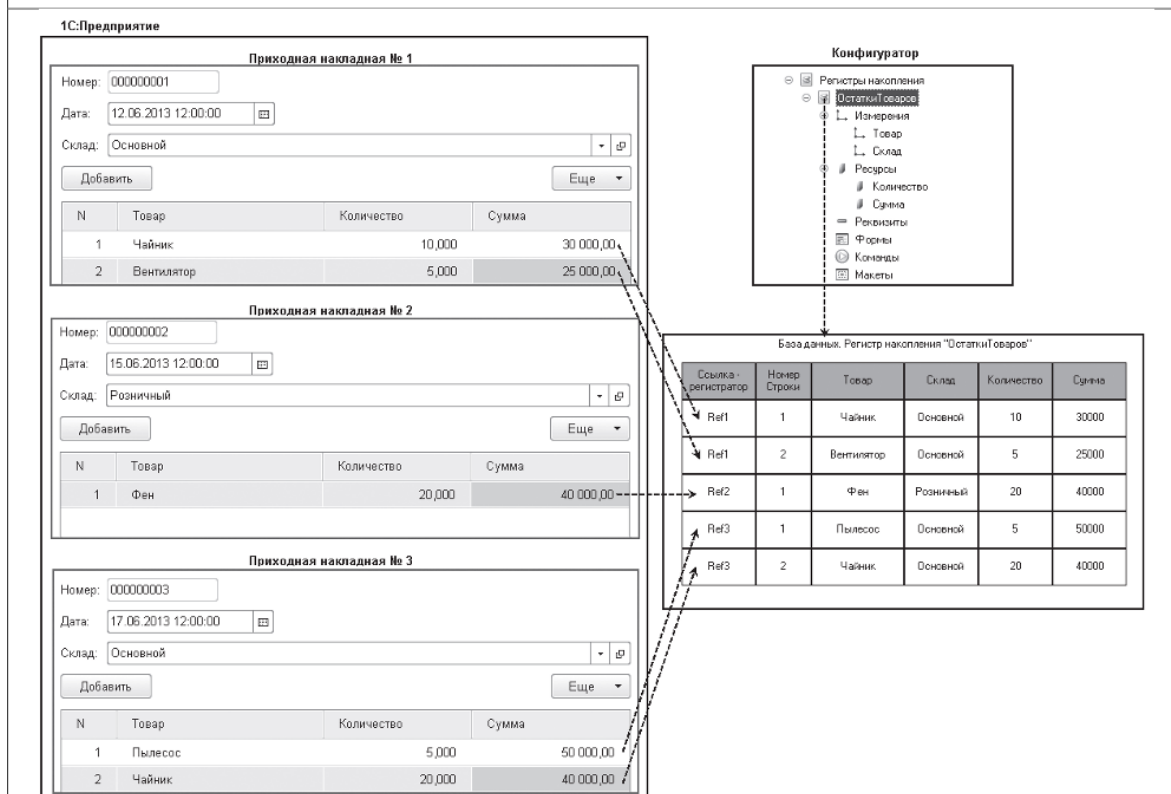 1С:Предприятие
Приходная накладная № 1
Номер: 000000001
Дата: 12.06.2013 12:00:00
Склад: Основной
Добавить Еще
N Товар Количество Сумма
1 Чайник 10,000 30 000,00
2 Вентилятор 5,000 25 000,00
Приходная накладная № 2
Номер: 000000002
Дата: 15.06.2013 12:00:00
Склад: Розничный
Добавить Еще
N Товар Количество Сумма
1 Фен 20,000 40 000,00
Приходная накладная № 3
Номер: 000000003
Дата: 17.06.2013 12:00:00
Склад: Основной
Добавить Еще
N Товар Количество Сумма
1 Пылесос 5,000 50 000,00
2 Чайник 20,000 40 000,00
Конфигуратор
Регистры накопления
ОстаткиТоваров
Измерения
Товар
Склад
Ресурсы
Количество
Сумма
Реквизиты
Формы
Команды
Макеты
База данных. Регистр накопления "ОстаткиТоваров"
Ссылка - регистратор Номер Строки Товар Склад Количество Сумма
Ref1 1 Чайник Основной 10 30000
Ref1 2 Вентилятор Основной 5 25000
Ref2 1 Фен Розничный 20 40000
Ref3 1 Пылесос Основной 5 50000
Ref3 2 Чайник Основной 20 40000